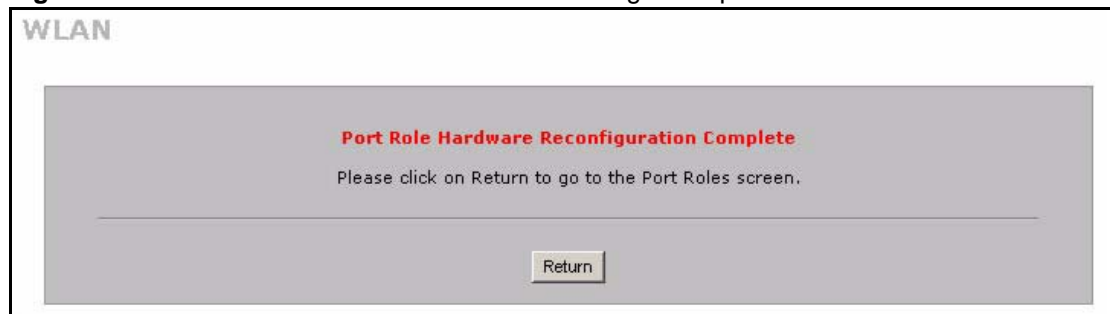 WLAN
Port Role Hardware Reconfiguration Complete
Please click on Return to go to the Port Roles screen.
Return